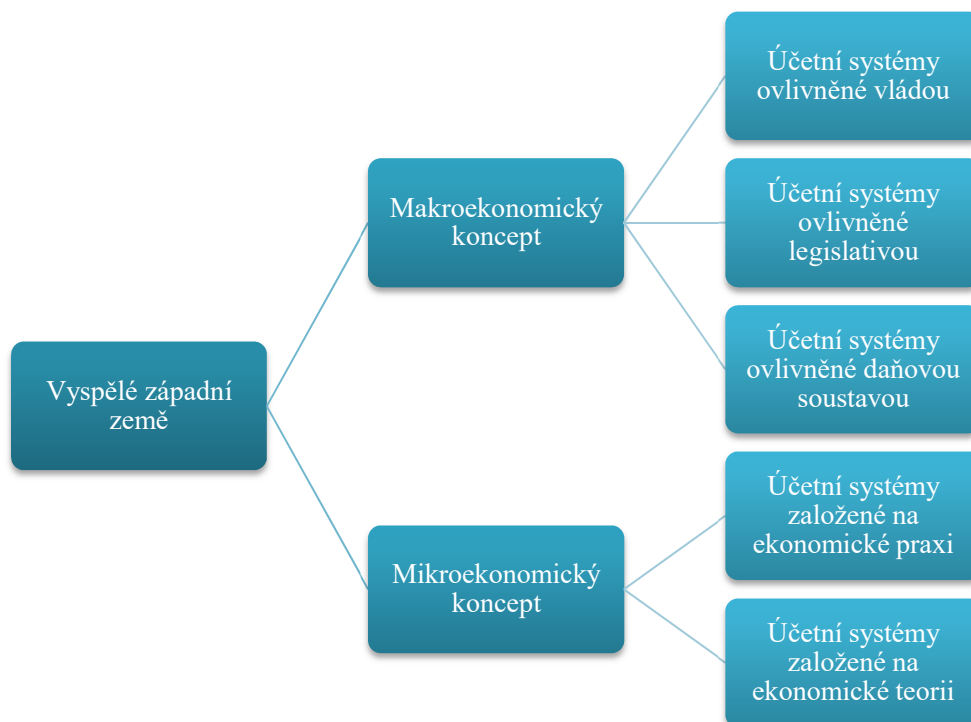 Účetní systémy
ovlivněné vládou
Makroekonomický
koncept
Účetní systémy
ovlivněné
legislativou
Účetní systémy
ovlivněné daňovou
soustavou
Vyspělé západní
země
Účetní systémy
založené na
ekonomické praxi
Mikroekonomický
koncept
Účetní systémy
založené na
ekonomické teorii